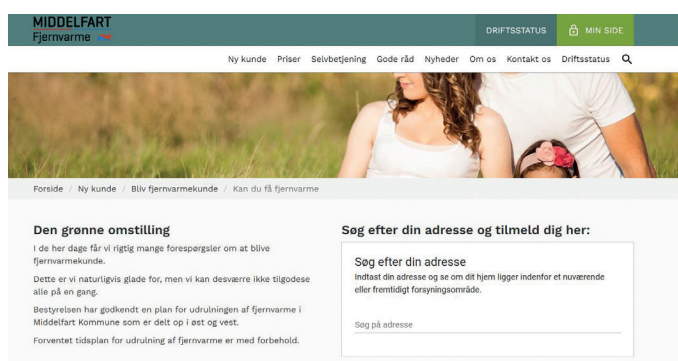 MIDDELFART
Fjernvarme
DRIFTSSTATUS
MIN SIDE
Ny kunde Priser Selvbetjening Gode råd Nyheder Om os Kontakt os Driftsstatus
Forside / Ny kunde / Bliv fjernvarmekunde / Kan du få fjernvarme
Den grønne omstilling
I de her dage får vi rigtig mange forespørgsler om at blive
fjernvarmekunde.
Dette er vi naturligvis glade for, men vi kan desværre ikke tilgodese
alle på en gang.
Bestyrelsen har godkendt en plan for udrulningen af fjernvarme i
Middelfart Kommune som er delt op i øst og vest.
Forventet tidsplan for udrulning af fjernvarme er med forbehold.
Søg efter din adresse og tilmeld dig her:
Søg efter din adresse
Indtast din adresse og se om dit hjem ligger indenfor et nuværende
eller fremtidigt forsyningsområde.
Søg på adresse